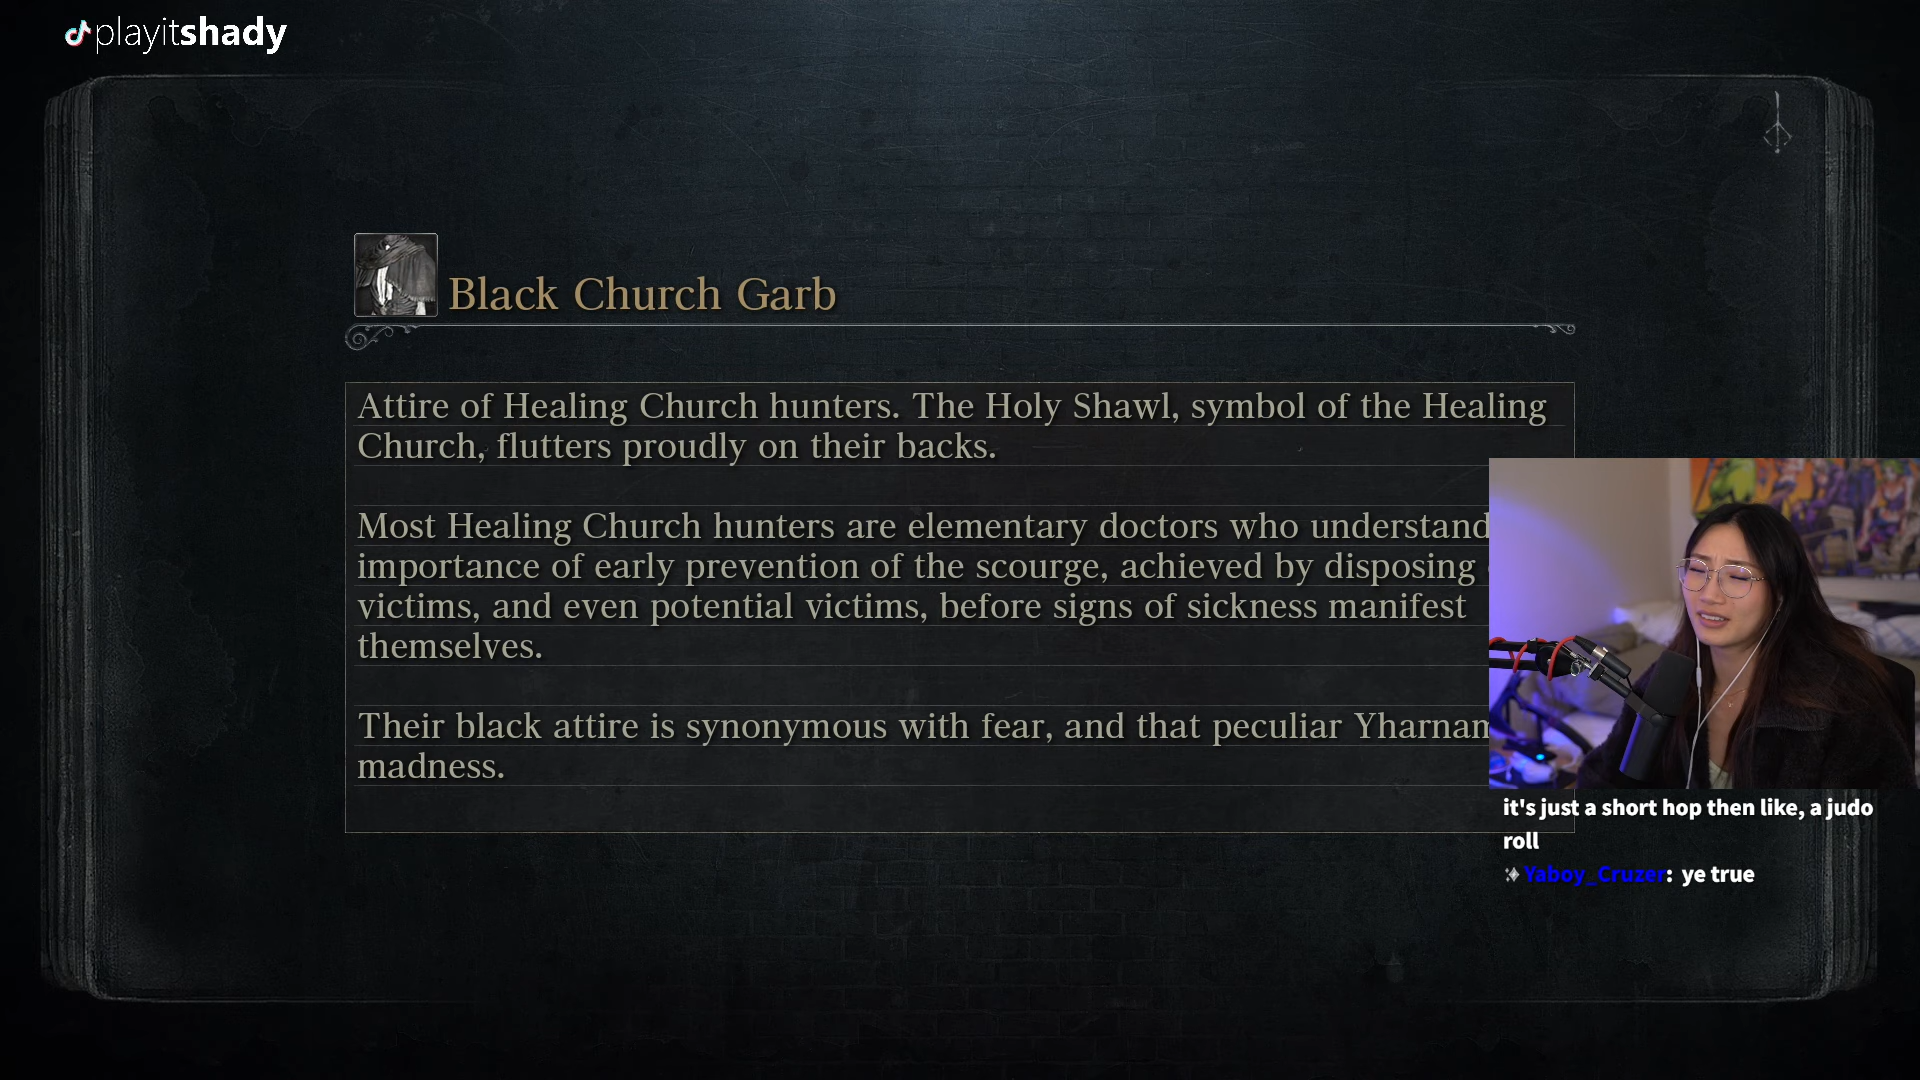 playitshady
Black Church Garb
Attire of Healing Church hunters. The Holy Shawl, symbol of the Healing
Church, flutters proudly on their backs.
Most Healing Church hunters are elementary doctors who understand
importance of early prevention of the scourge, achieved by disposing
victims, and even potential victims, before signs of sickness manifest
themselves.
Their black attire is synonymous with fear, and that peculiar Yharnam
madness.
it's just a short hop then like, a judo
roll
Yaboy_Cruzer: ye true